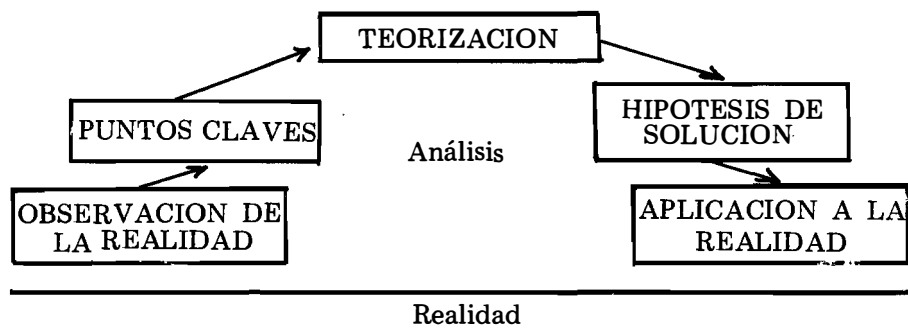 TEORIZACION
PUNTOS CLAVES
HIPOTESIS DE
SOLUCION
Análisis
OBSERVACION DE
LA REALIDAD
APLICACION A LA
REALIDAD
Realidad